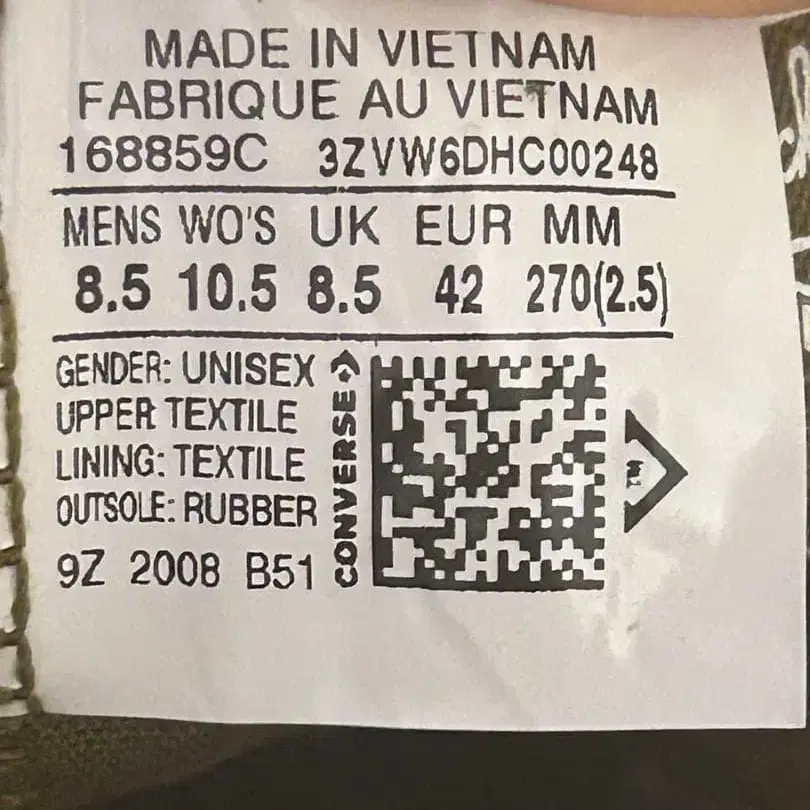 MADE IN VIETNAM
FABRIQUE AU VIETNAM
168859C 3ZVW6DHC00248
MENS WO'S UK EUR MM
8.5 10.5 8.5 42 270(2.5)
GENDER: UNISEX
UPPER TEXTILE
LINING: TEXTILE
OUTSOLE: RUBBER
9Z 2008 B51
CONVERSE
TM